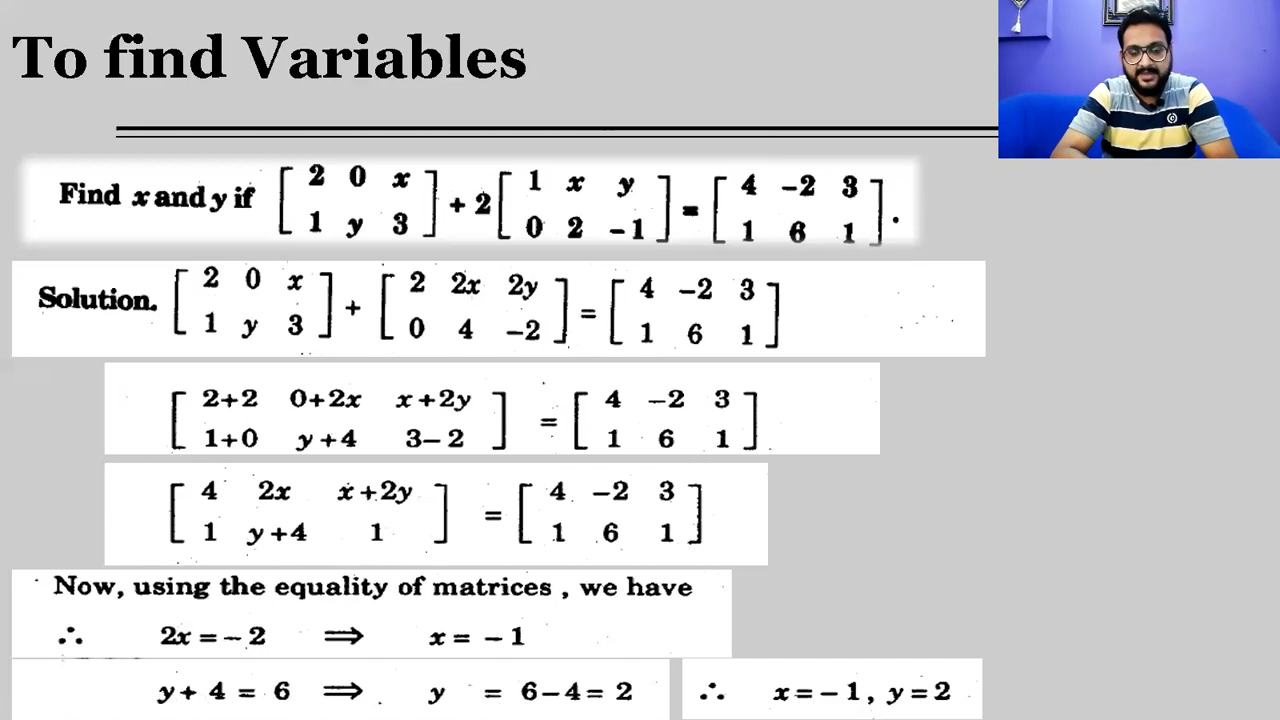 To find Variables
Find x and y if [ 2 0 x ; 1 y 3 ] + 2 [ 1 x y ; 0 2 -1 ] = [ 4 -2 3 ; 1 6 1 ].
Solution. [ 2 0 x ; 1 y 3 ] + [ 2 2x 2y ; 0 4 -2 ] = [ 4 -2 3 ; 1 6 1 ]
[ 2+2 0+2x x+2y ; 1+0 y+4 3-2 ] = [ 4 -2 3 ; 1 6 1 ]
[ 4 2x x+2y ; 1 y+4 1 ] = [ 4 -2 3 ; 1 6 1 ]
Now, using the equality of matrices , we have
∴ 2x = -2 ⟹ x = -1
y + 4 = 6 ⟹ y = 6-4 = 2 ∴ x = -1, y = 2